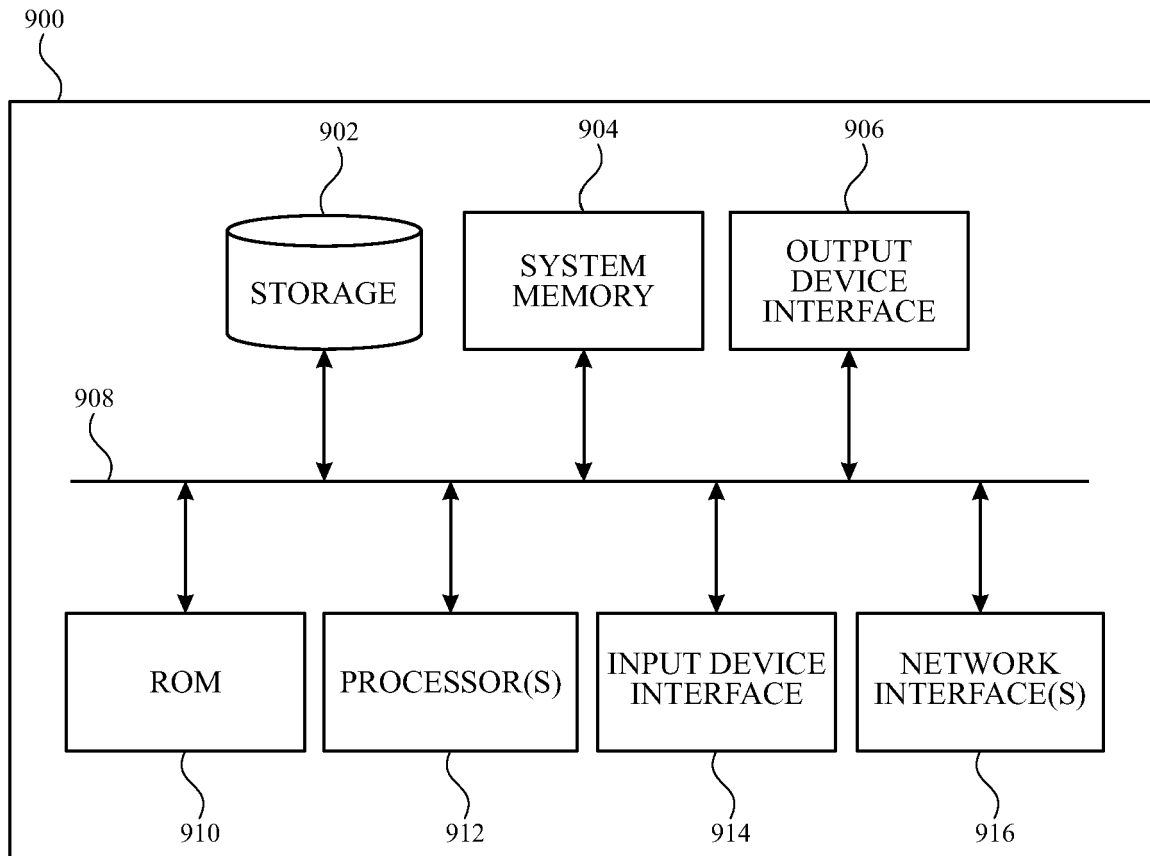 900
902
904
906
STORAGE
SYSTEM
MEMORY
OUTPUT
DEVICE
INTERFACE
908
ROM
PROCESSOR(S)
INPUT DEVICE
INTERFACE
NETWORK
INTERFACE(S)
910
912
914
916